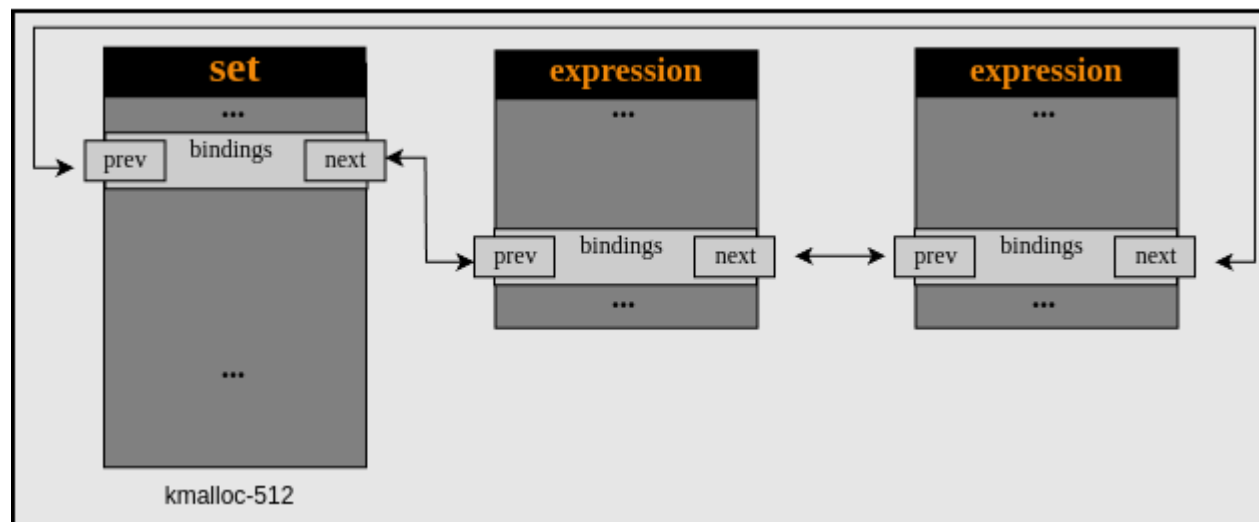 set
...
prev bindings next
...
kmalloc-512
expression
...
prev bindings next
...
expression
...
prev bindings next
...